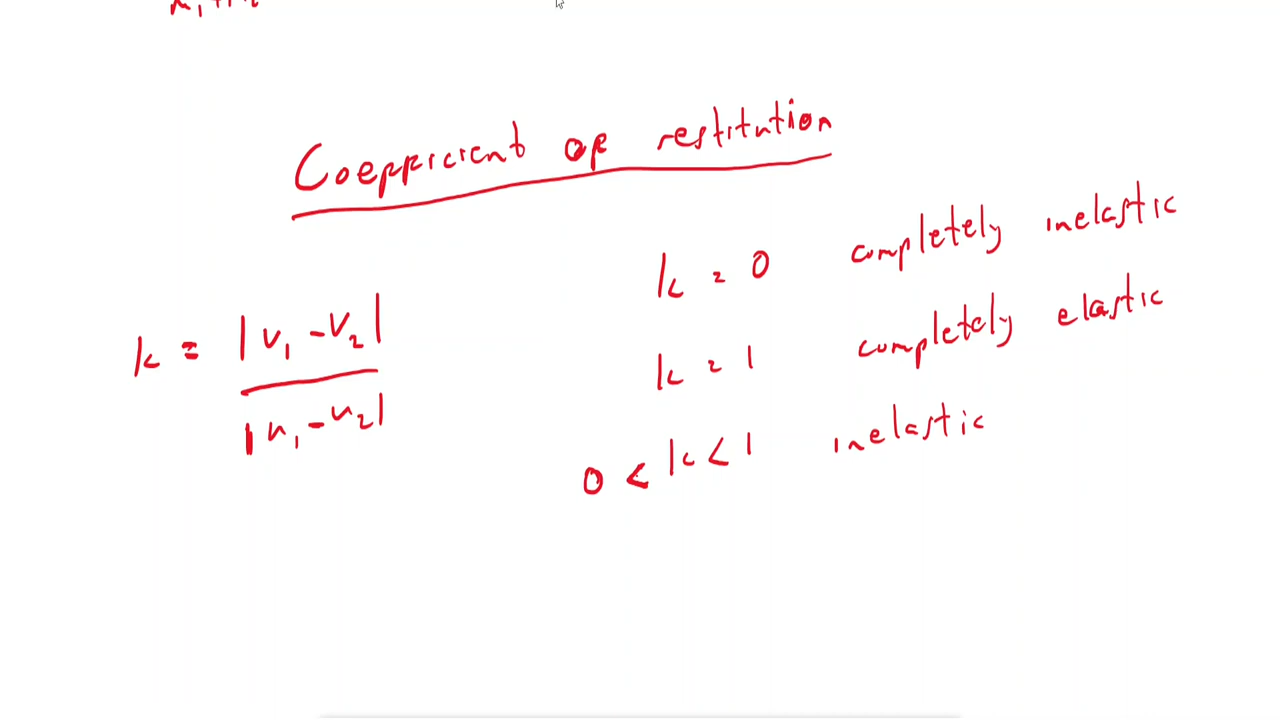 Coefficient of restitution
k = 0 completely inelastic
k = |v₁ - v₂| / |u₁ - u₂|
k = 1 completely elastic
0 < k < 1 inelastic